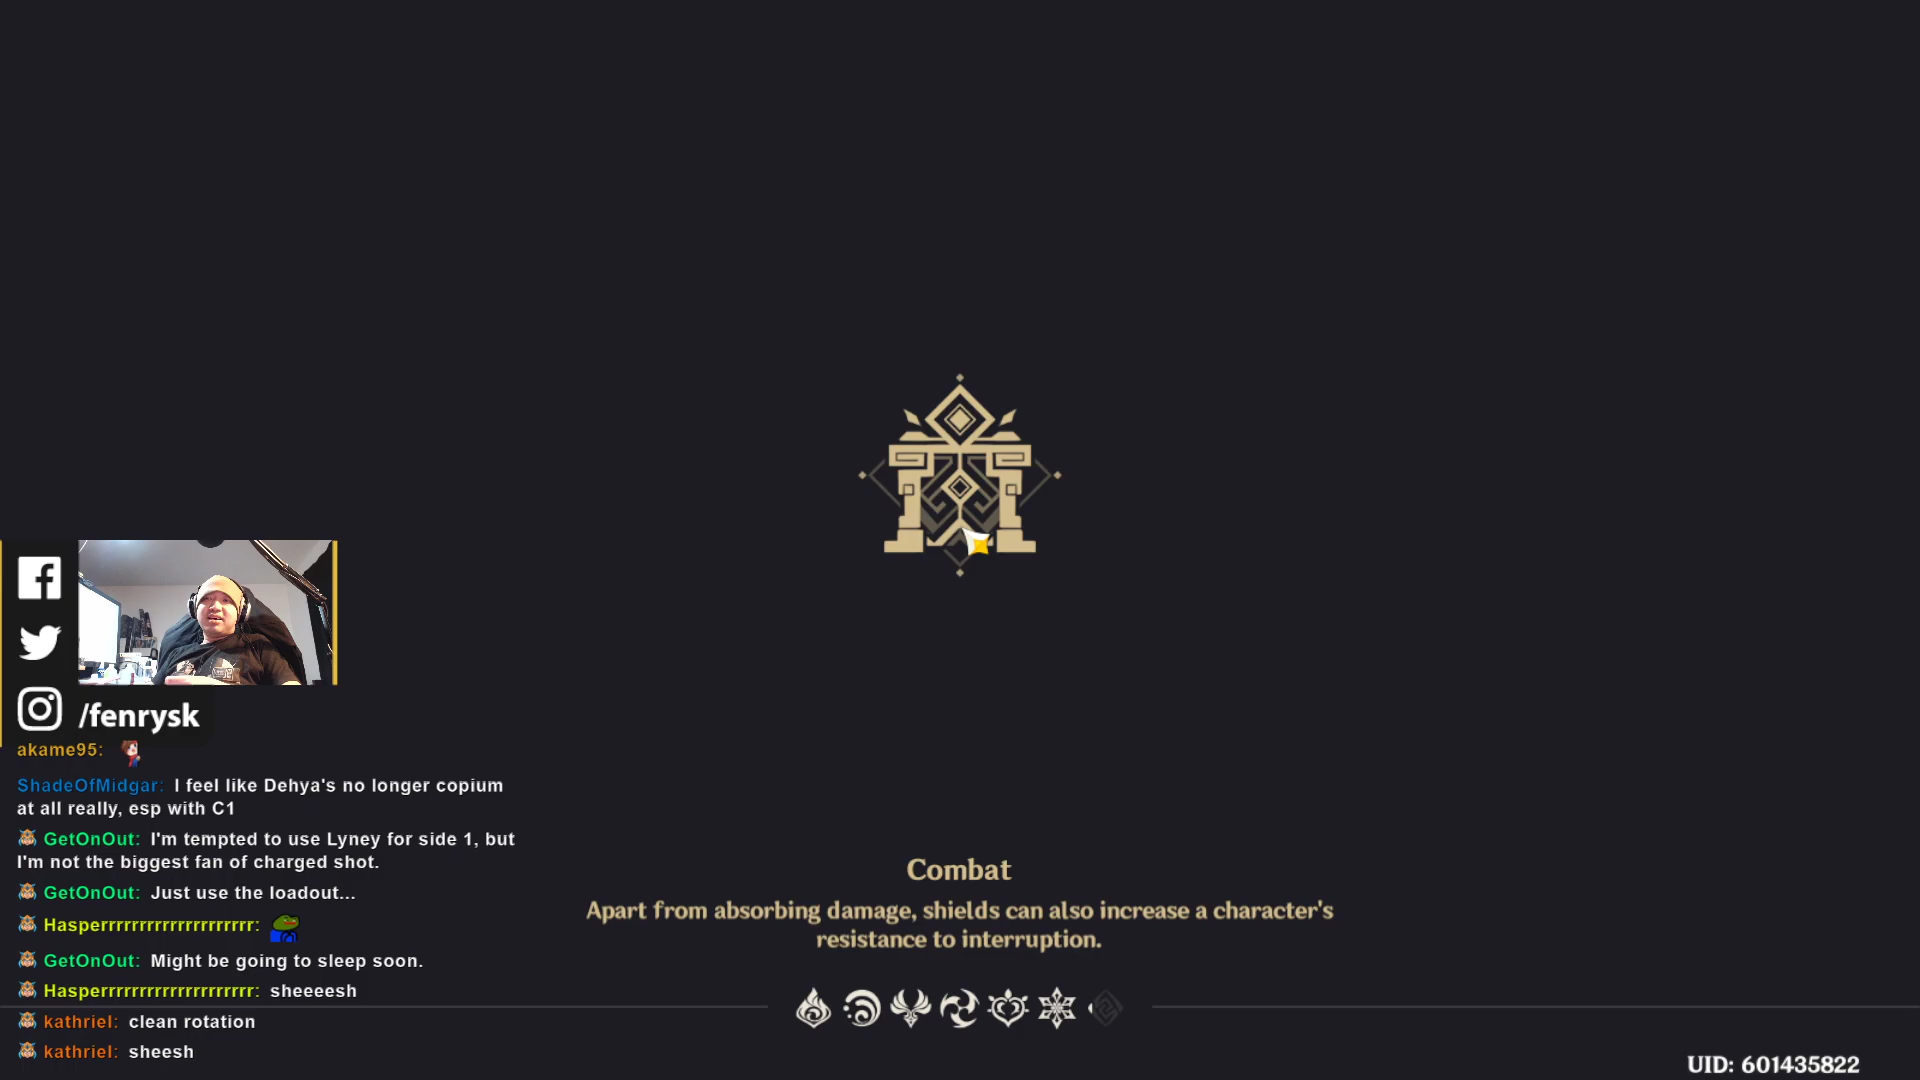 /fenrysk
akame95:
ShadeOfMidgar: I feel like Dehya's no longer copium
at all really, esp with C1
GetOnOut: I'm tempted to use Lyney for side 1, but
I'm not the biggest fan of charged shot.
GetOnOut: Just use the loadout...
Hasperrrrrrrrrrrrrrrrrrr:
GetOnOut: Might be going to sleep soon.
Hasperrrrrrrrrrrrrrrrrrr: sheeeesh
kathriel: clean rotation
kathriel: sheesh
Combat
Apart from absorbing damage, shields can also increase a character's
resistance to interruption.
UID: 601435822